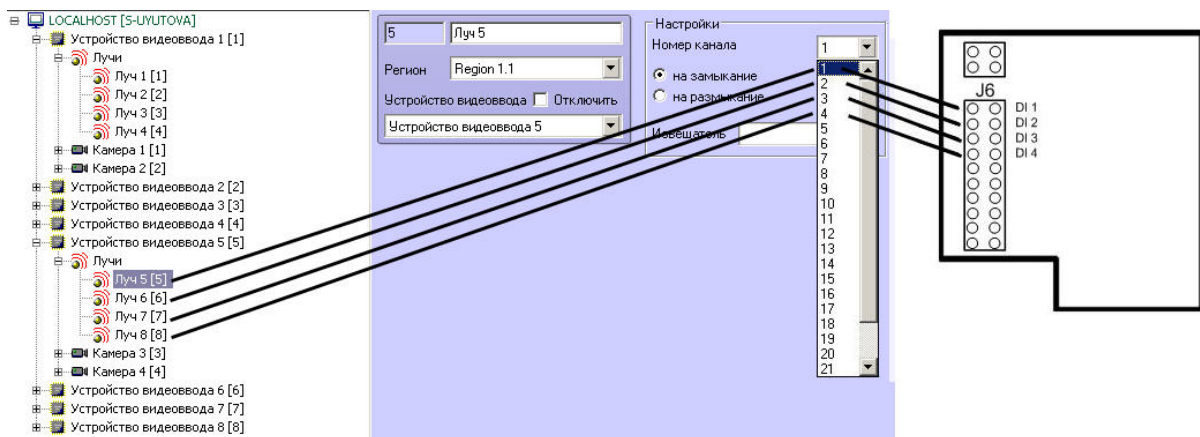 LOCALHOST [S-UYUTOVA]
Устройство видеоввода 1 [1]
Лучи
Луч 1 [1]
Луч 2 [2]
Луч 3 [3]
Луч 4 [4]
Камера 1 [1]
Камера 2 [2]
Устройство видеоввода 2 [2]
Устройство видеоввода 3 [3]
Устройство видеоввода 4 [4]
Устройство видеоввода 5 [5]
Лучи
Луч 5 [5]
Луч 6 [6]
Луч 7 [7]
Луч 8 [8]
Камера 3 [3]
Камера 4 [4]
Устройство видеоввода 6 [6]
Устройство видеоввода 7 [7]
Устройство видеоввода 8 [8]
5 Луч 5
Регион Region 1.1
Устройство видеоввода Отключить
Устройство видеоввода 5
Настройки
Номер канала 1
на замыкание
на размыкание
Извещатель
1
2
3
4
5
6
7
8
9
10
11
12
13
14
15
16
17
18
19
20
21
J6
DI 1
DI 2
DI 3
DI 4